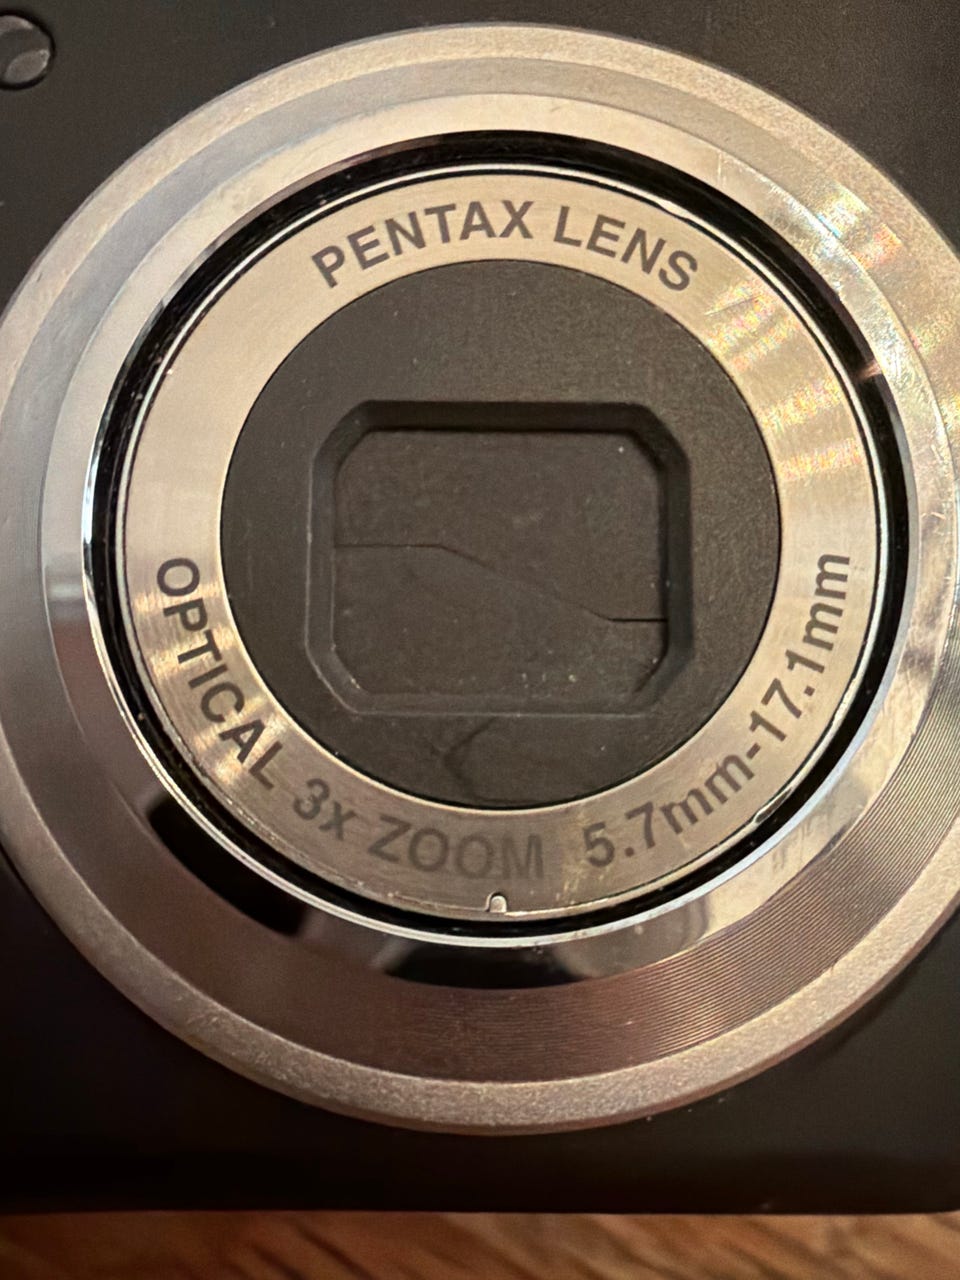 PENTAX LENS
OPTICAL 3x ZOOM 5.7mm-17.1mm